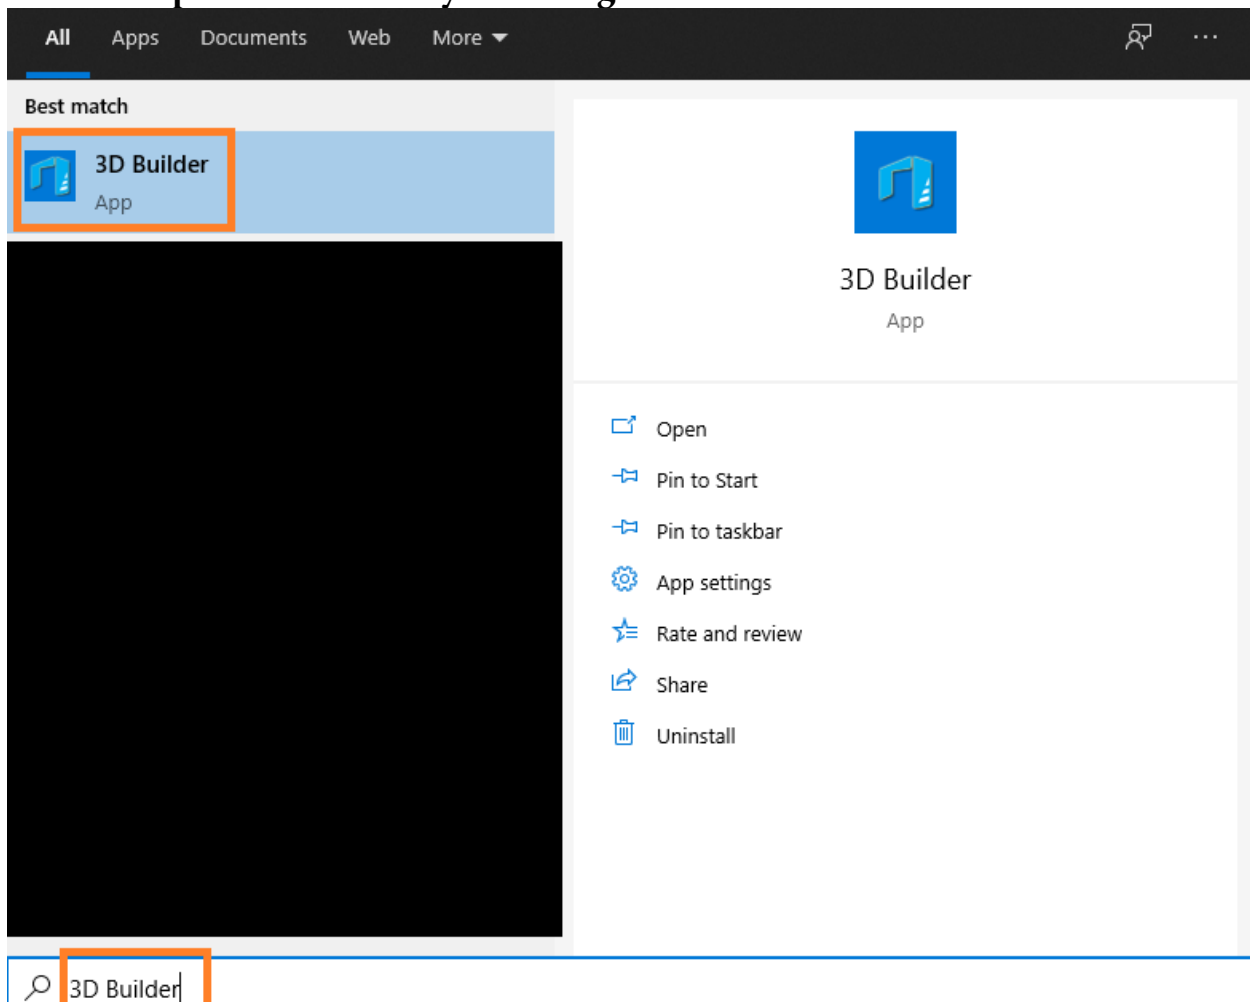 All Apps Documents Web More
Best match
3D Builder
App
3D Builder
App
Open
Pin to Start
Pin to taskbar
App settings
Rate and review
Share
Uninstall
3D Builder